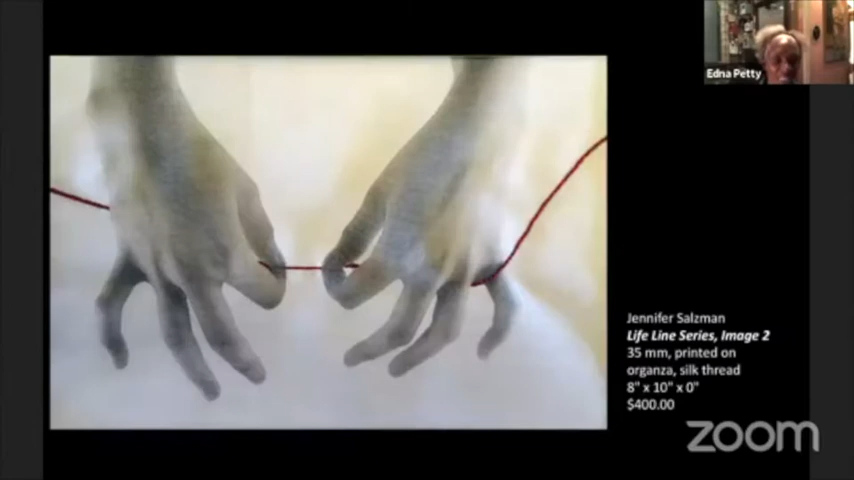 Edna Petty
Jennifer Salzman
Life Line Series, Image 2
35 mm, printed on
organza, silk thread
8" x 10" x 0"
$400.00
zoom